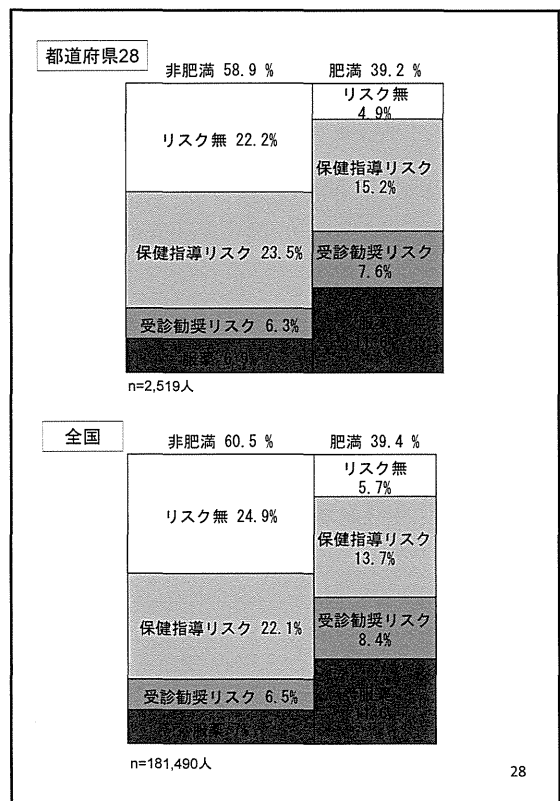 都道府県28
非肥満 58.9 %
肥満 39.2 %
リスク無 22.2%
保健指導リスク 23.5%
受診勧奨リスク 6.3%
服薬 6.9%
リスク無
4.9%
保健指導リスク
15.2%
受診勧奨リスク
7.6%
n=2,519人
全国
非肥満 60.5 %
肥満 39.4 %
リスク無 24.9%
保健指導リスク 22.1%
受診勧奨リスク 6.5%
リスク無
5.7%
保健指導リスク
13.7%
受診勧奨リスク
8.4%
n=181,490人
28